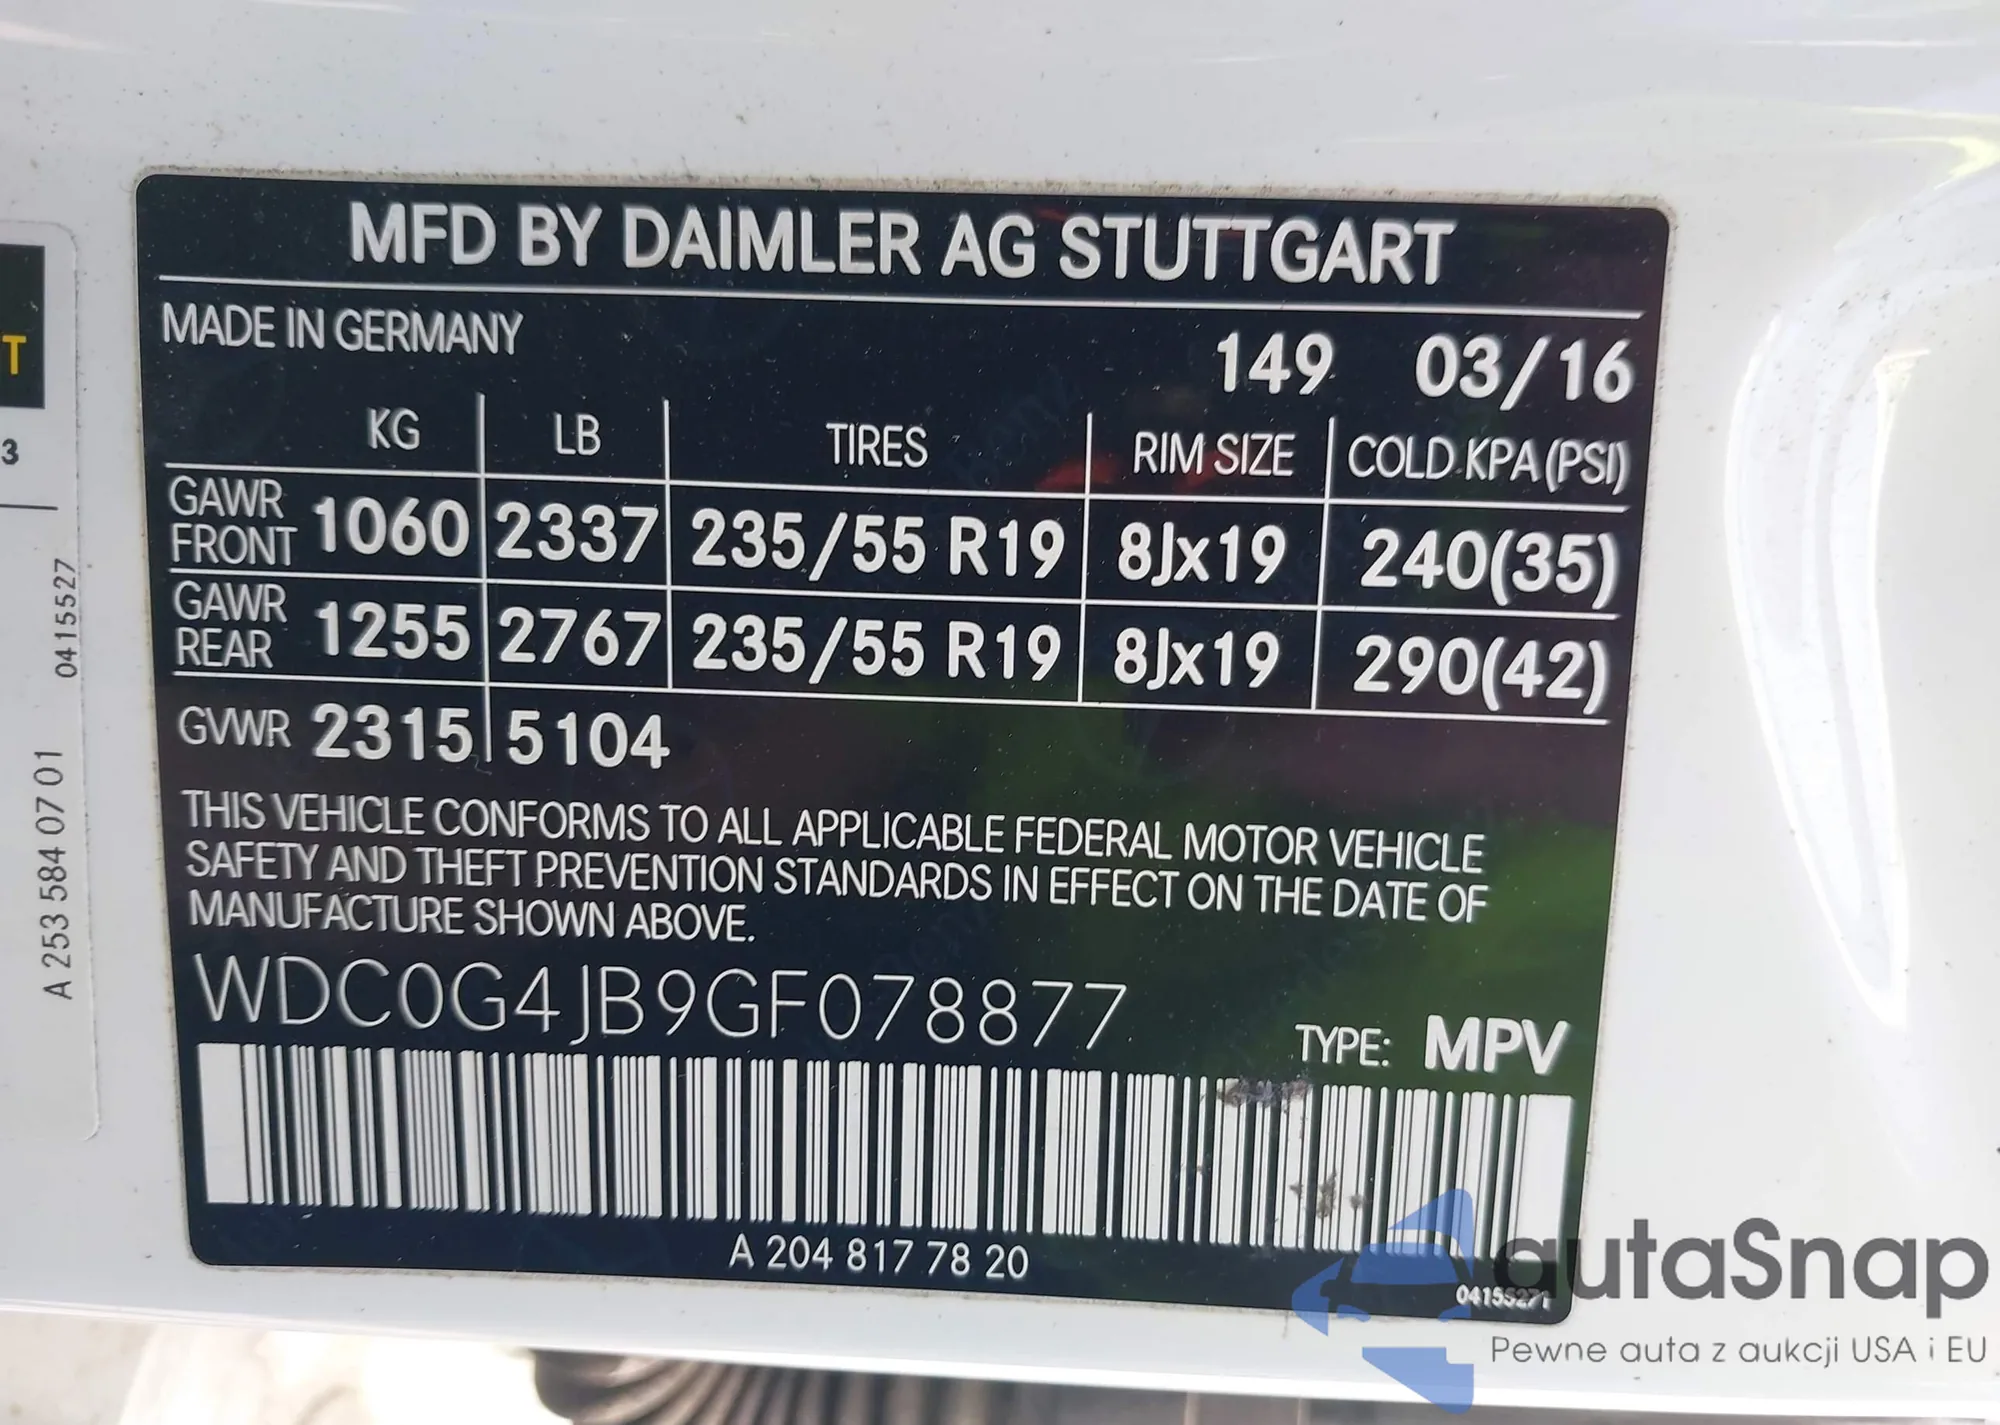 MFD BY DAIMLER AG STUTTGART
MADE IN GERMANY
149 03/16
KG LB TIRES RIM SIZE COLD KPA (PSI)
GAWR FRONT 1060 2337 235/55 R19 8Jx19 240(35)
GAWR REAR 1255 2767 235/55 R19 8Jx19 290(42)
GVWR 2315 5104
THIS VEHICLE CONFORMS TO ALL APPLICABLE FEDERAL MOTOR VEHICLE
SAFETY AND THEFT PREVENTION STANDARDS IN EFFECT ON THE DATE OF
MANUFACTURE SHOWN ABOVE.
WDC0G4JB9GF078877
TYPE: MPV
A 204 817 78 20
04155271
T
3
0415527
A 253 584 07 01
autaSnap
Pewne auta z aukcji USA i EU